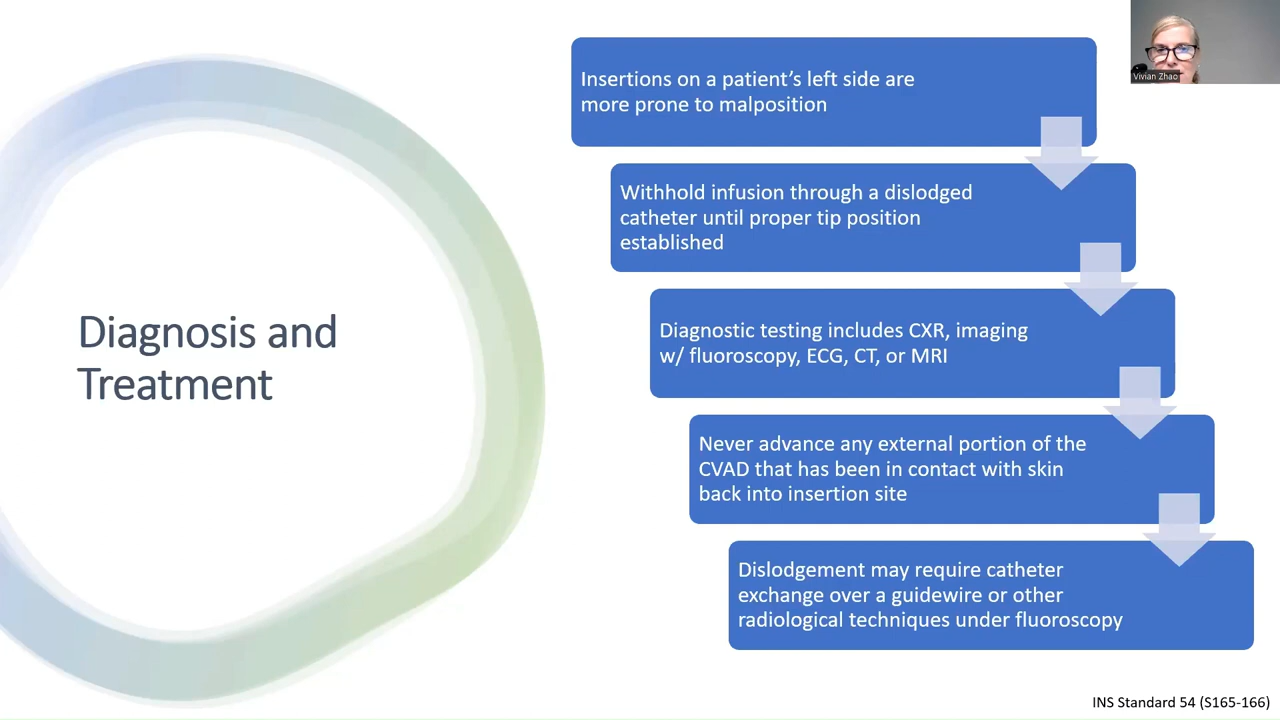 Diagnosis and
Treatment
Insertions on a patient's left side are
more prone to malposition
Withhold infusion through a dislodged
catheter until proper tip position
established
Diagnostic testing includes CXR, imaging
w/ fluoroscopy, ECG, CT, or MRI
Never advance any external portion of the
CVAD that has been in contact with skin
back into insertion site
Dislodgement may require catheter
exchange over a guidewire or other
radiological techniques under fluoroscopy
INS Standard 54 (S165-166)
Vivian Zhao